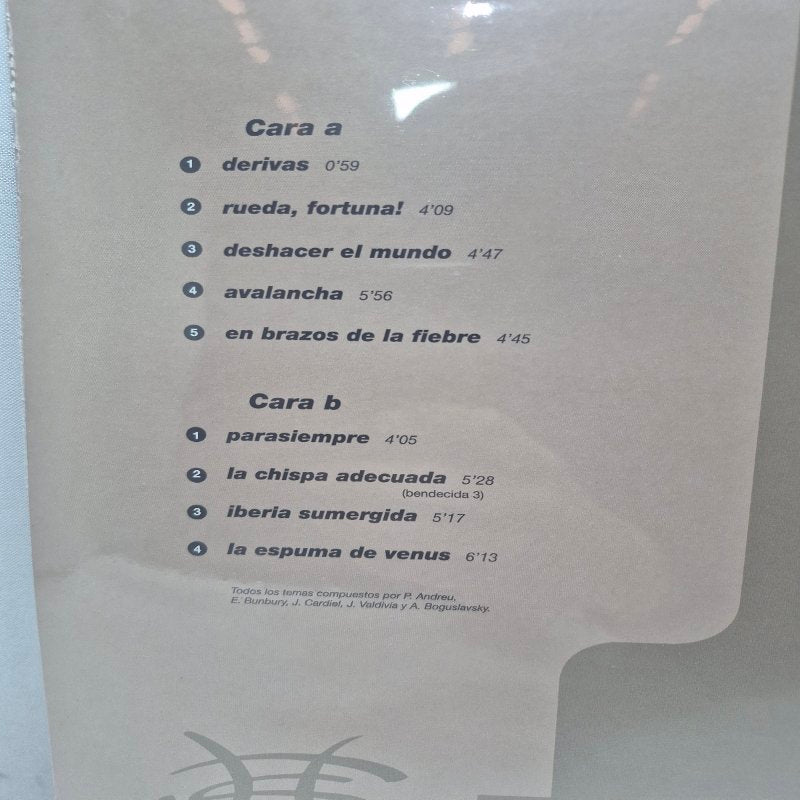 Cara a
1 derivas 0'59
2 rueda, fortuna! 4'09
3 deshacer el mundo 4'47
4 avalancha 5'56
5 en brazos de la fiebre 4'45
Cara b
1 parasiempre 4'05
2 la chispa adecuada 5'28
(bendecida 3)
3 iberia sumergida 5'17
4 la espuma de venus 6'13
Todos los temas compuestos por P. Andreu,
E. Bunbury, J. Cardiel, J. Valdivia y A. Boguslavsky.